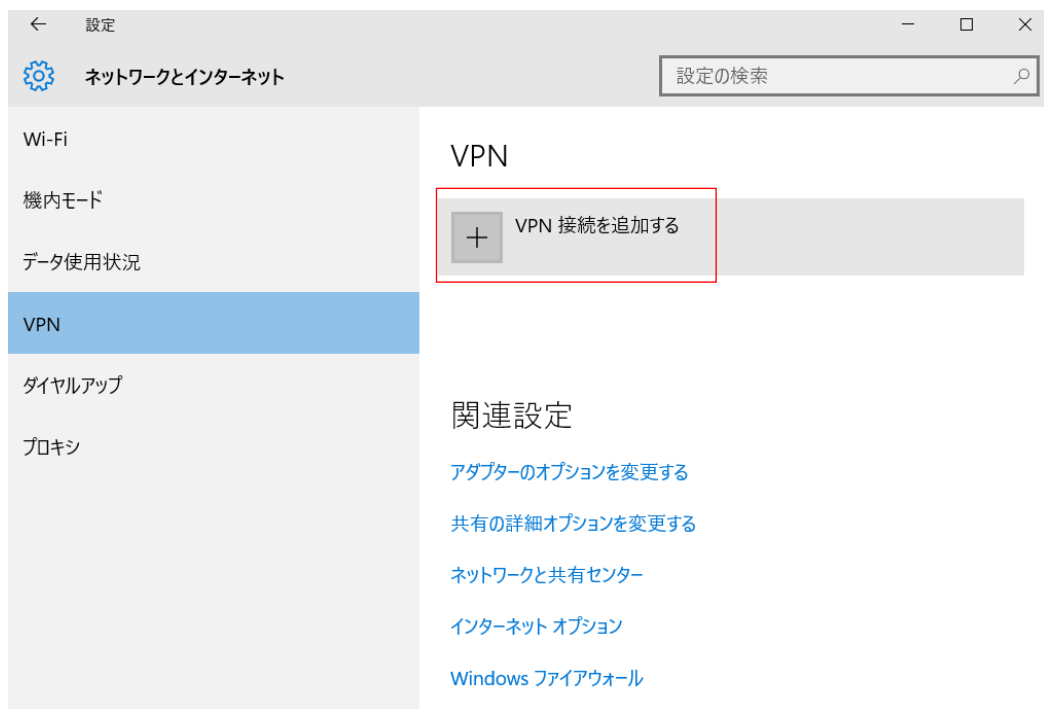 設定
ネットワークとインターネット
設定の検索
Wi-Fi
機内モード
データ使用状況
VPN
ダイヤルアップ
プロキシ
VPN
VPN 接続を追加する
関連設定
アダプターのオプションを変更する
共有の詳細オプションを変更する
ネットワークと共有センター
インターネット オプション
Windows ファイアウォール